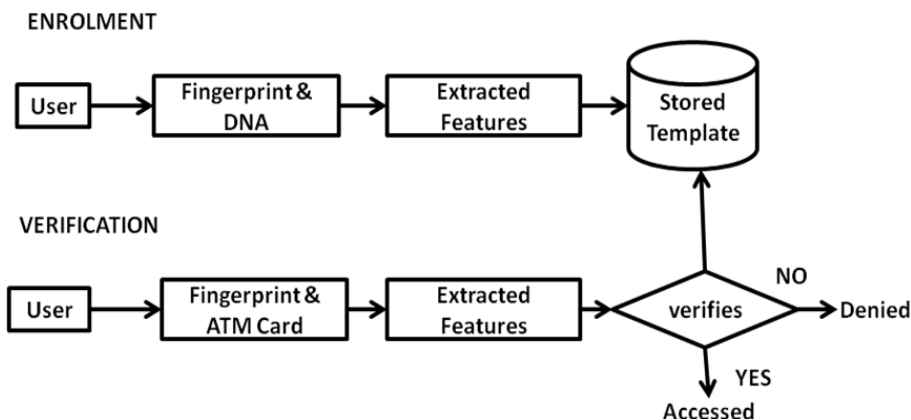 ENROLMENT
User
Fingerprint &
DNA
Extracted
Features
Stored
Template
VERIFICATION
User
Fingerprint &
ATM Card
Extracted
Features
verifies
NO
Denied
YES
Accessed